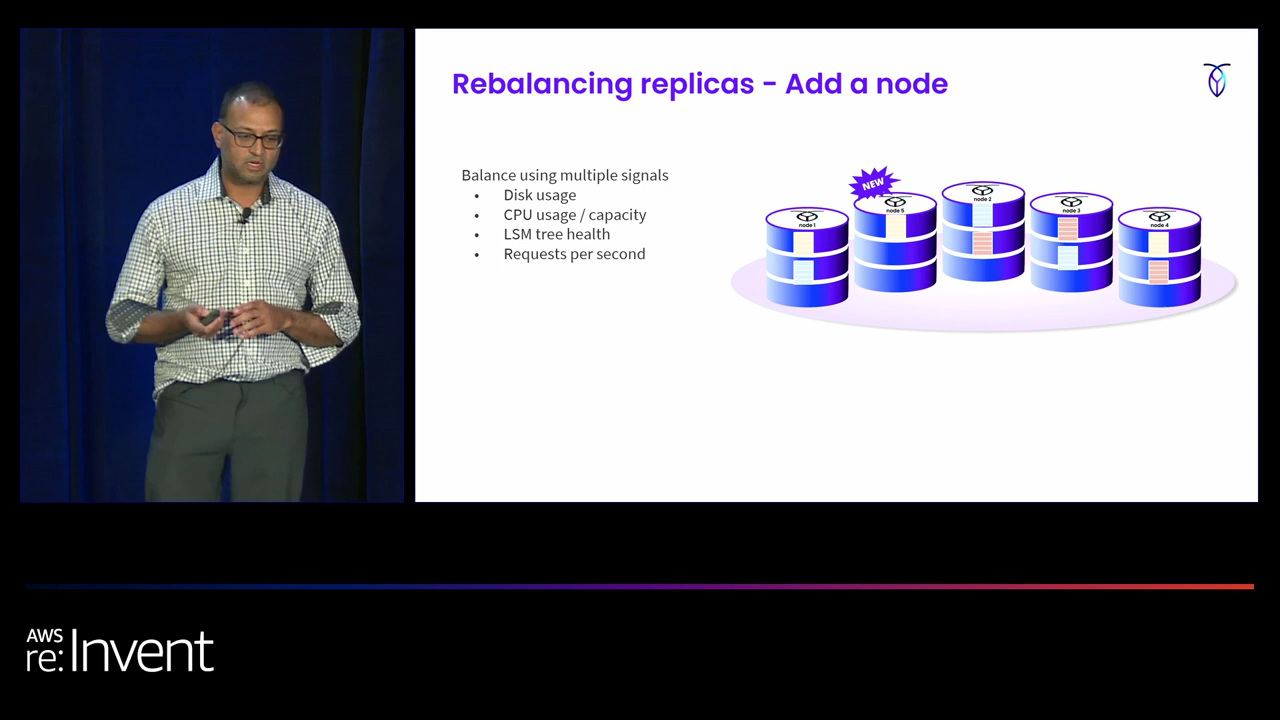 Rebalancing replicas - Add a node
Balance using multiple signals
• Disk usage
• CPU usage / capacity
• LSM tree health
• Requests per second
NEW
node 1
node 5
node 2
node 3
node 4
AWS
re:Invent